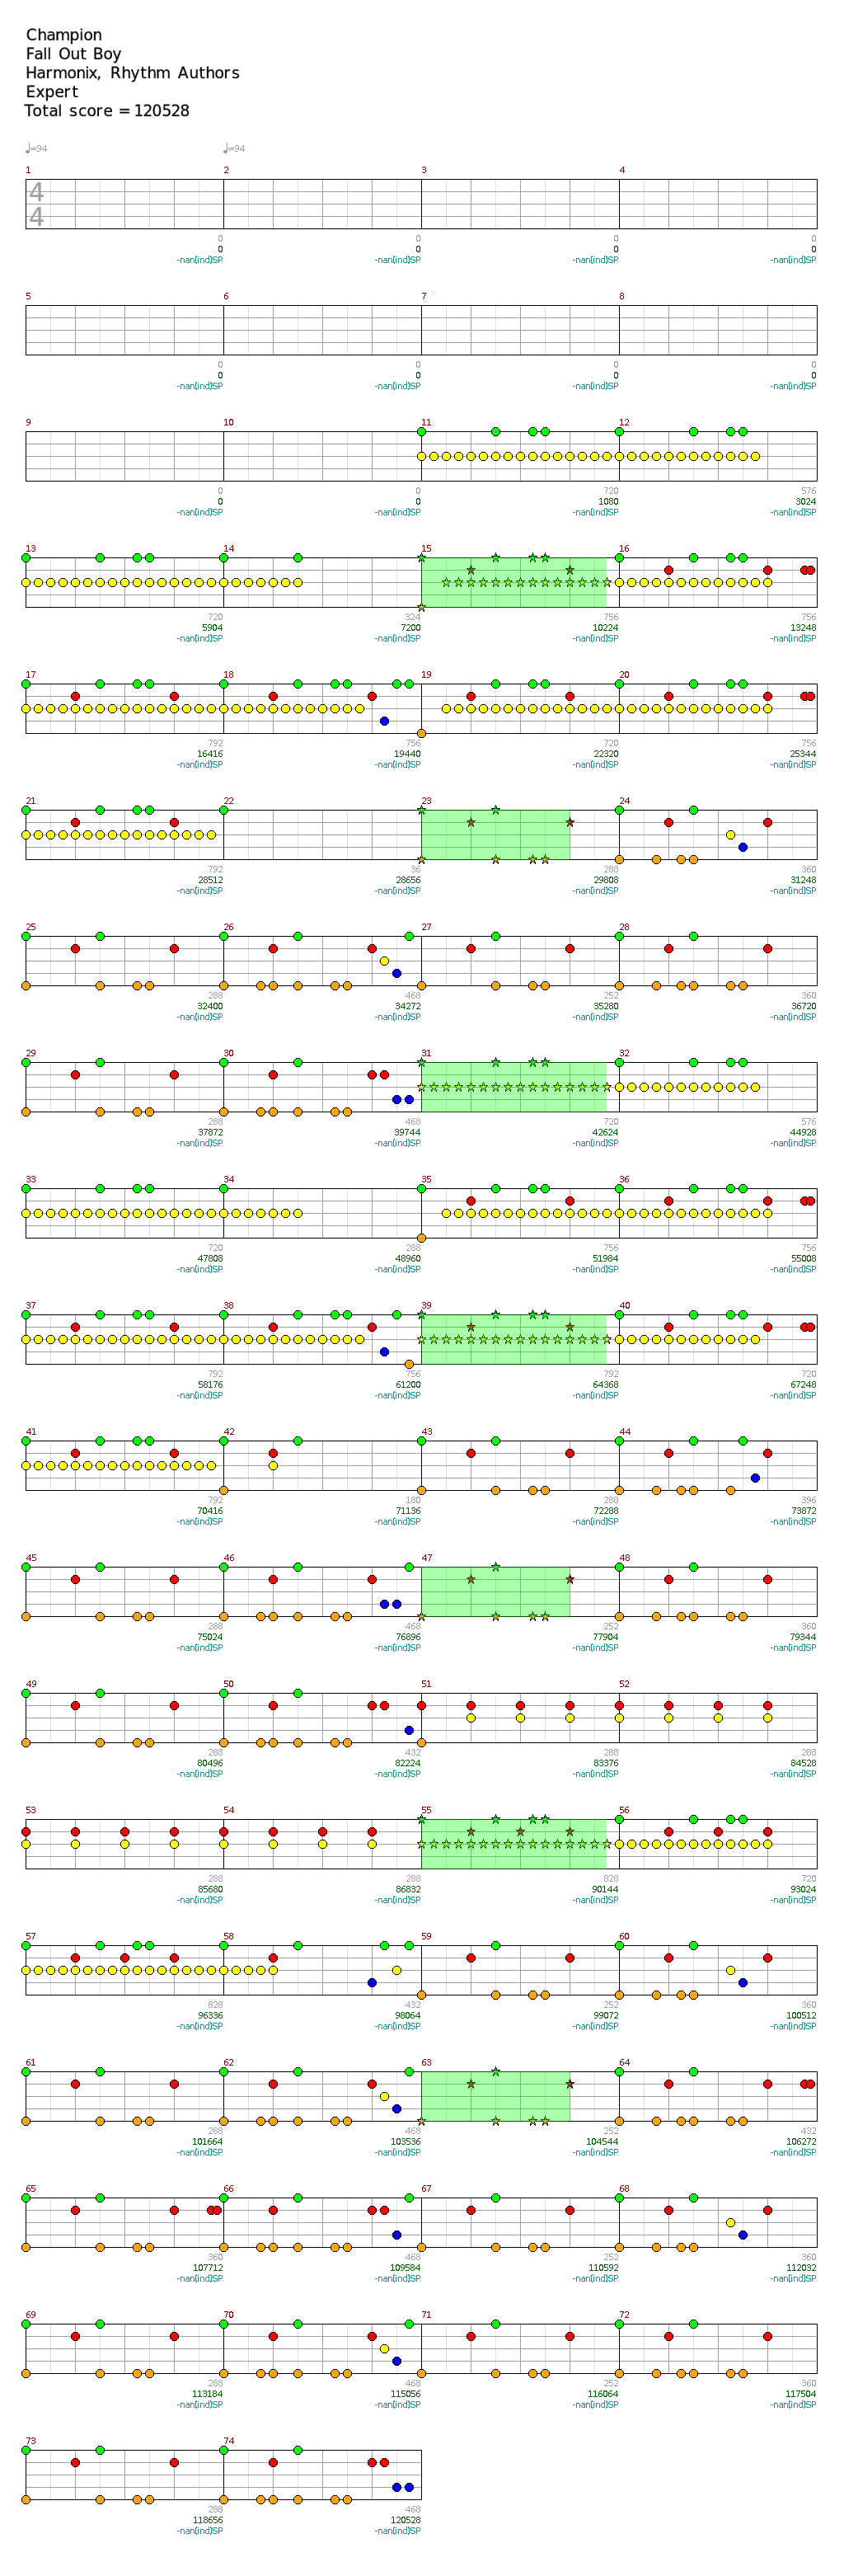 Champion
Fall Out Boy
Harmonix, Rhythm Authors
Expert
Total score = 120528
♩=94 ♩=94
1 2 3 4
4
4
0 0 0 0
0 0 0 0
-nan(ind)SP -nan(ind)SP -nan(ind)SP -nan(ind)SP
5 6 7 8
0 0 0 0
0 0 0 0
-nan(ind)SP -nan(ind)SP -nan(ind)SP -nan(ind)SP
9 10 11 12
0 0 720 576
0 0 1080 3024
-nan(ind)SP -nan(ind)SP -nan(ind)SP -nan(ind)SP
13 14 15 16
720 324 756 756
5904 7200 10224 13248
-nan(ind)SP -nan(ind)SP -nan(ind)SP -nan(ind)SP
17 18 19 20
792 756 720 756
16416 19440 22320 25344
-nan(ind)SP -nan(ind)SP -nan(ind)SP -nan(ind)SP
21 22 23 24
792 36 288 360
28512 28656 29808 31248
-nan(ind)SP -nan(ind)SP -nan(ind)SP -nan(ind)SP
25 26 27 28
288 468 252 360
32400 34272 35280 36720
-nan(ind)SP -nan(ind)SP -nan(ind)SP -nan(ind)SP
29 30 31 32
288 468 720 576
37872 39744 42624 44928
-nan(ind)SP -nan(ind)SP -nan(ind)SP -nan(ind)SP
33 34 35 36
720 288 756 756
47808 48960 51984 55008
-nan(ind)SP -nan(ind)SP -nan(ind)SP -nan(ind)SP
37 38 39 40
792 756 792 720
58176 61200 64368 67248
-nan(ind)SP -nan(ind)SP -nan(ind)SP -nan(ind)SP
41 42 43 44
792 180 288 396
70416 71136 72288 73872
-nan(ind)SP -nan(ind)SP -nan(ind)SP -nan(ind)SP
45 46 47 48
288 468 252 360
75024 76896 77904 79344
-nan(ind)SP -nan(ind)SP -nan(ind)SP -nan(ind)SP
49 50 51 52
288 432 288 288
80496 82224 83376 84528
-nan(ind)SP -nan(ind)SP -nan(ind)SP -nan(ind)SP
53 54 55 56
288 288 828 720
85680 86832 90144 93024
-nan(ind)SP -nan(ind)SP -nan(ind)SP -nan(ind)SP
57 58 59 60
828 432 252 360
96336 98064 99072 100512
-nan(ind)SP -nan(ind)SP -nan(ind)SP -nan(ind)SP
61 62 63 64
288 468 252 432
101664 103536 104544 106272
-nan(ind)SP -nan(ind)SP -nan(ind)SP -nan(ind)SP
65 66 67 68
360 468 252 360
107712 109584 110592 112032
-nan(ind)SP -nan(ind)SP -nan(ind)SP -nan(ind)SP
69 70 71 72
288 468 252 360
113184 115056 116064 117504
-nan(ind)SP -nan(ind)SP -nan(ind)SP -nan(ind)SP
73 74
288 468
118656 120528
-nan(ind)SP -nan(ind)SP